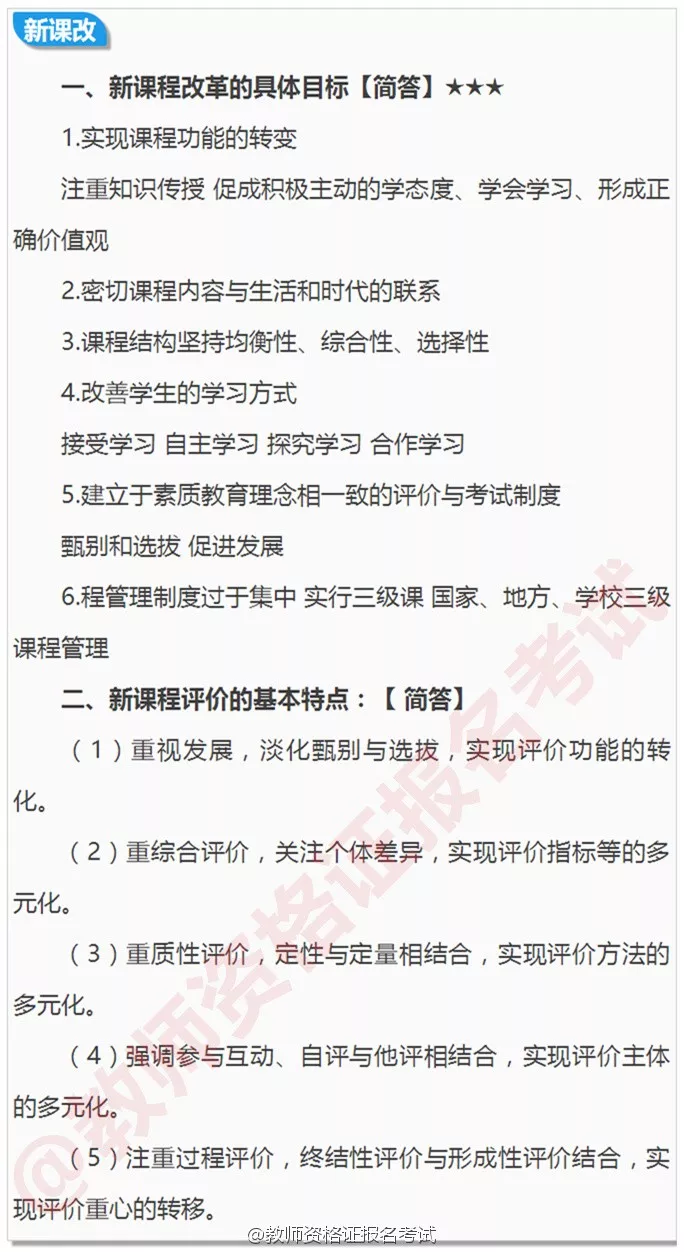 新课改
一、新课程改革的具体目标【简答】★★★
1.实现课程功能的转变
注重知识传授 促成积极主动的学态度、学会学习、形成正
确价值观
2.密切课程内容与生活和时代的联系
3.课程结构坚持均衡性、综合性、选择性
4.改善学生的学习方式
接受学习 自主学习 探究学习 合作学习
5.建立于素质教育理念相一致的评价与考试制度
甄别和选拔 促进发展
6.程管理制度过于集中 实行三级课 国家、地方、学校三级
课程管理
二、新课程评价的基本特点：【 简答】
（1）重视发展，淡化甄别与选拔，实现评价功能的转
化。
（2）重综合评价，关注个体差异，实现评价指标等的多
元化。
（3）重质性评价，定性与定量相结合，实现评价方法的
多元化。
（4）强调参与互动、自评与他评相结合，实现评价主体
的多元化。
（5）注重过程评价，终结性评价与形成性评价结合，实
现评价重心的转移。
@教师资格证报名考试
@教师资格证报名考试